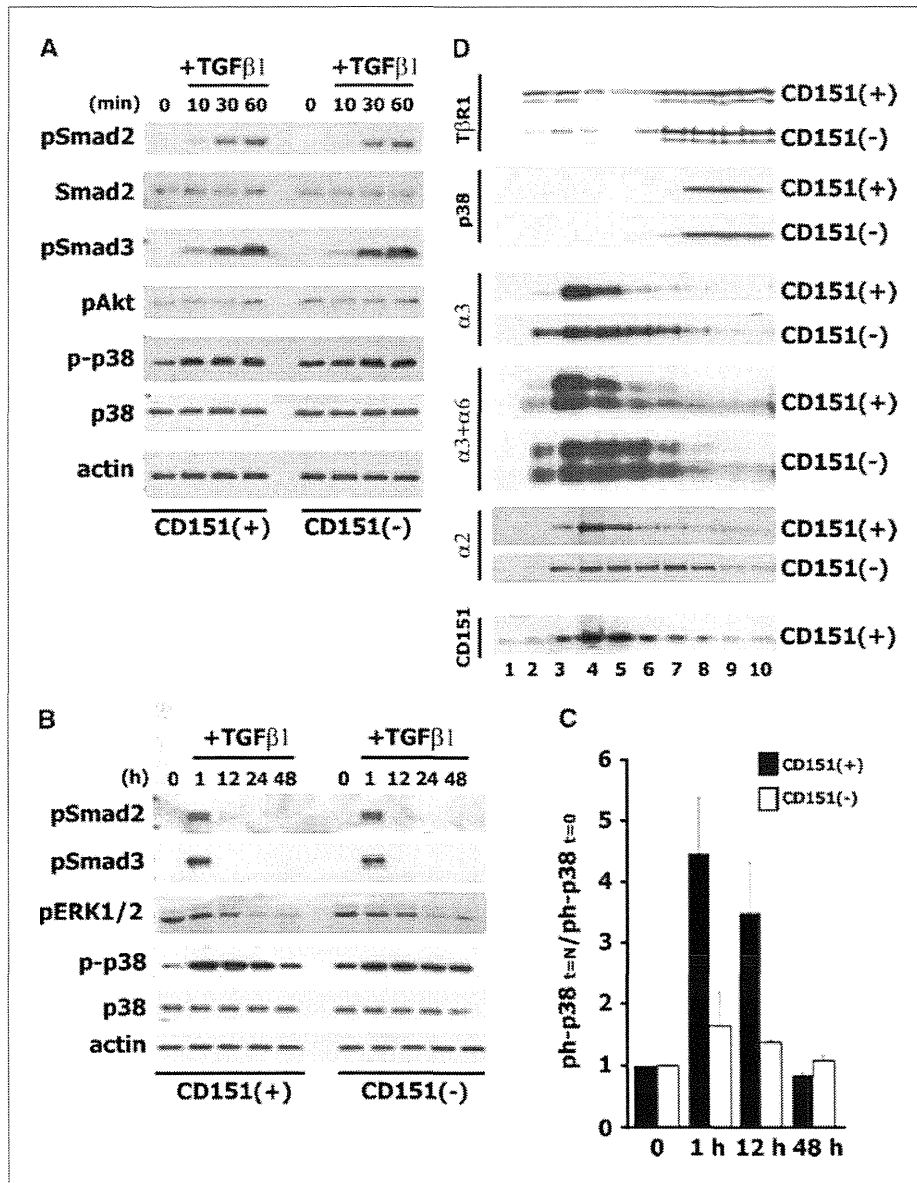 A
+TGFβ1 +TGFβ1
(min) 0 10 30 60 0 10 30 60
pSmad2
Smad2
pSmad3
pAkt
p-p38
p38
actin
CD151(+) CD151(-)
D
TβR1 CD151(+)
CD151(-)
p38 CD151(+)
CD151(-)
α3 CD151(+)
CD151(-)
α3+α6 CD151(+)
CD151(-)
α2 CD151(+)
CD151(-)
CD151 CD151(+)
1 2 3 4 5 6 7 8 9 10
B
+TGFβ1 +TGFβ1
(h) 0 1 12 24 48 0 1 12 24 48
pSmad2
pSmad3
pERK1/2
p-p38
p38
actin
CD151(+) CD151(-)
C
CD151(+)
CD151(-)
ph-p38 t=N/ph-p38 t=0
6
5
4
3
2
1
0
0 1 h 12 h 48 h